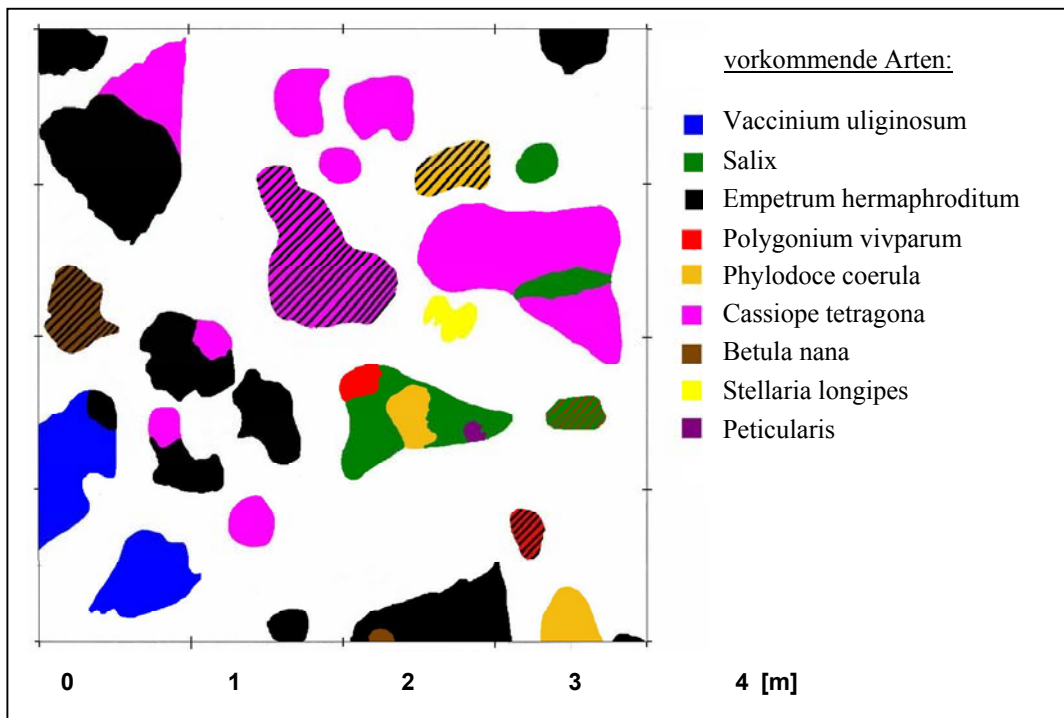 vorkommende Arten:
Vaccinium uliginosum
Salix
Empetrum hermaphroditum
Polygonium vivparum
Phylodoce coerula
Cassiope tetragona
Betula nana
Stellaria longipes
Peticularis
0 1 2 3 4 [m]